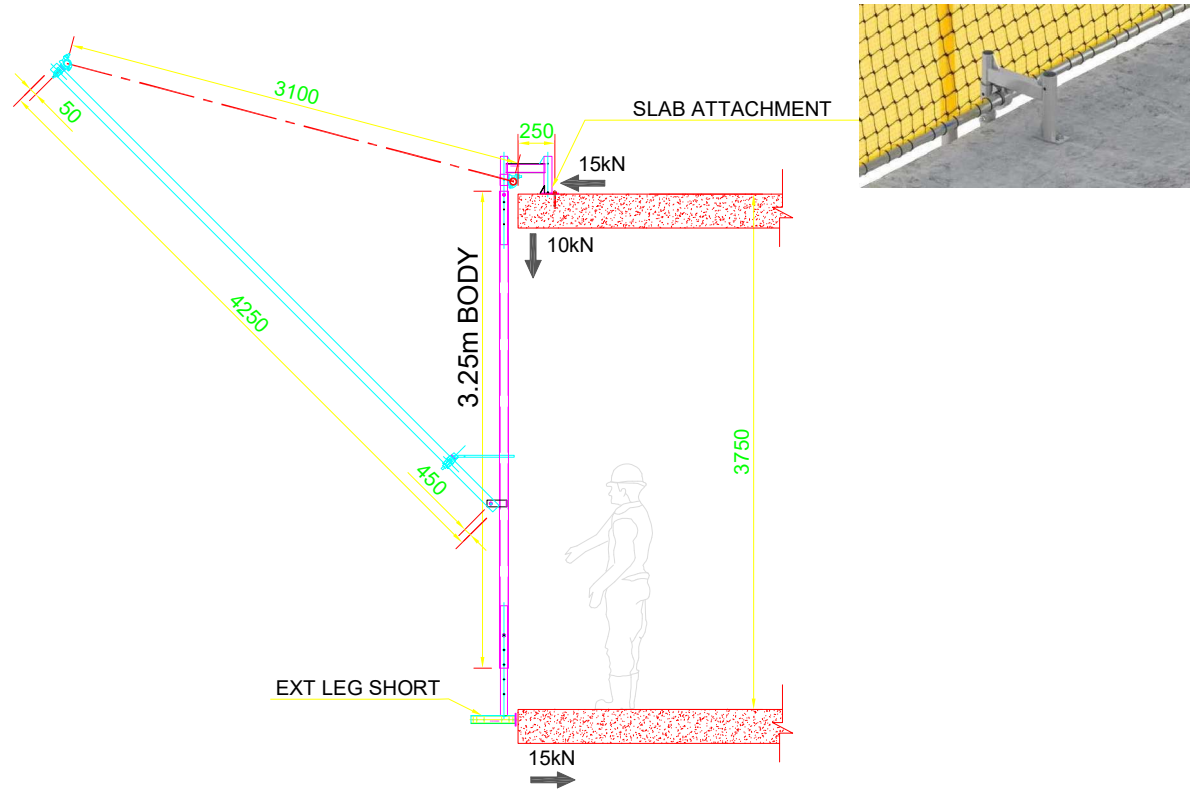 3100
50
250
SLAB ATTACHMENT
15kN
10kN
3.25m BODY
4250
3750
450
EXT LEG SHORT
15kN